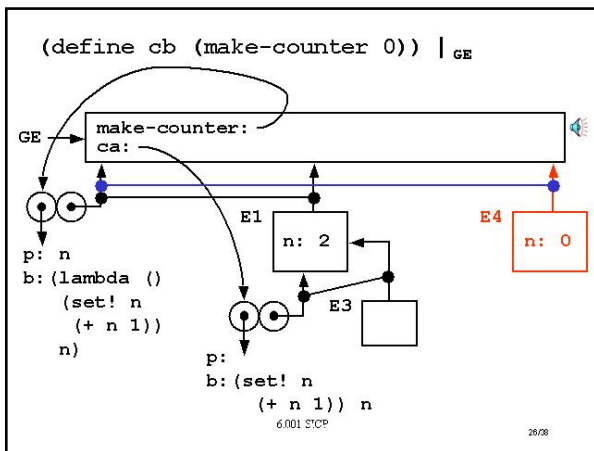 (define cb (make-counter 0)) | GE
GE
make-counter:
ca:
E1
n: 2
E4
n: 0
p: n
b:(lambda ()
(set! n
(+ n 1))
n)
E3
p:
b:(set! n
(+ n 1)) n
6.001 SICP
26/38